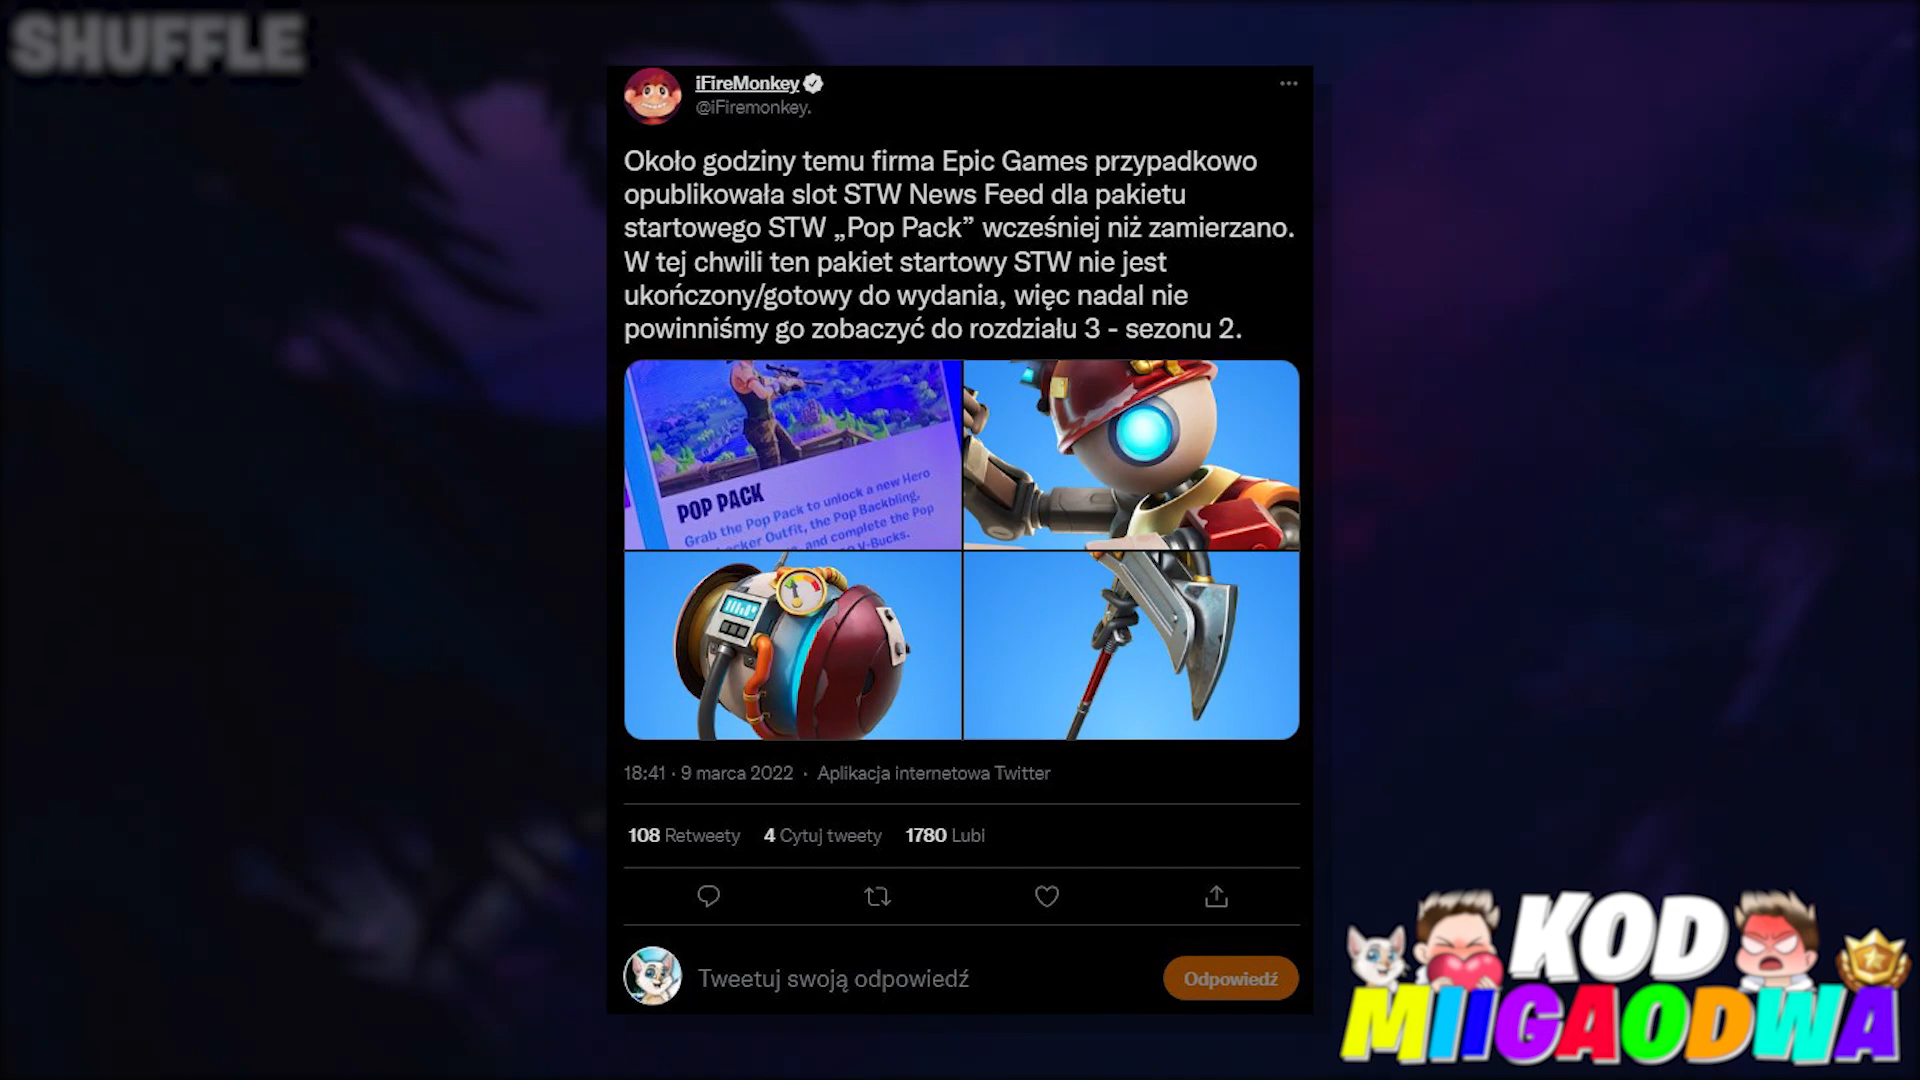 SHUFFLE
iFireMonkey
@iFiremonkey.
Około godziny temu firma Epic Games przypadkowo
opublikowała slot STW News Feed dla pakietu
startowego STW „Pop Pack” wcześniej niż zamierzano.
W tej chwili ten pakiet startowy STW nie jest
ukończony/gotowy do wydania, więc nadal nie
powinniśmy go zobaczyć do rozdziału 3 - sezonu 2.
POP PACK
Grab the Pop Pack to unlock a new Hero
Outfit, the Pop Backbling,
and complete the Pop
V-Bucks.
18:41 · 9 marca 2022 · Aplikacja internetowa Twitter
108 Retweety 4 Cytuj tweety 1780 Lubi
Tweetuj swoją odpowiedź
Odpowiedź
KOD
MIIGAODWA